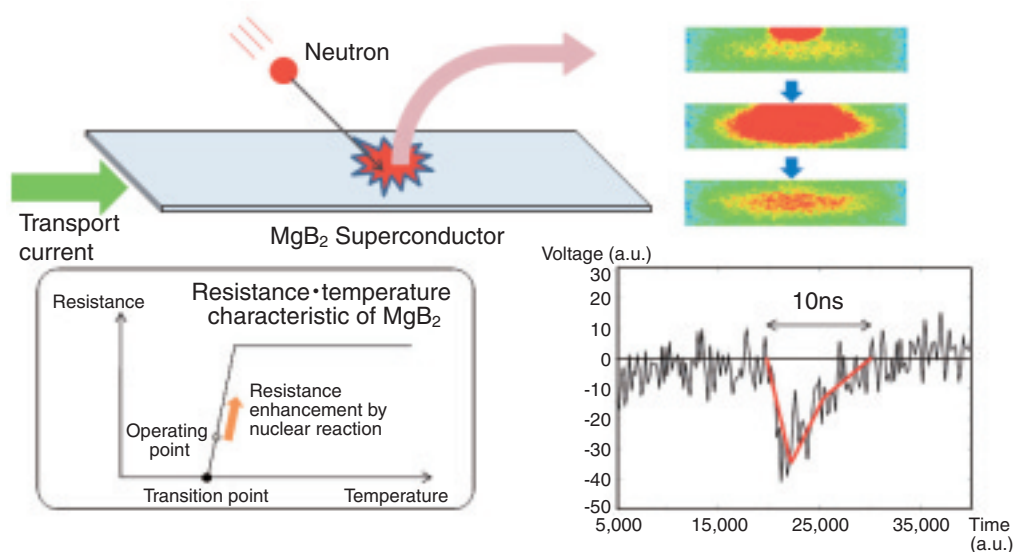 Neutron
Transport
current
MgB₂ Superconductor
Resistance
Resistance・temperature
characteristic of MgB₂
Resistance
enhancement by
nuclear reaction
Operating
point
Transition point
Temperature
Voltage (a.u.)
30
20
10
0
-10
-20
-30
-40
-50
10ns
5,000
15,000
25,000
35,000
Time
(a.u.)